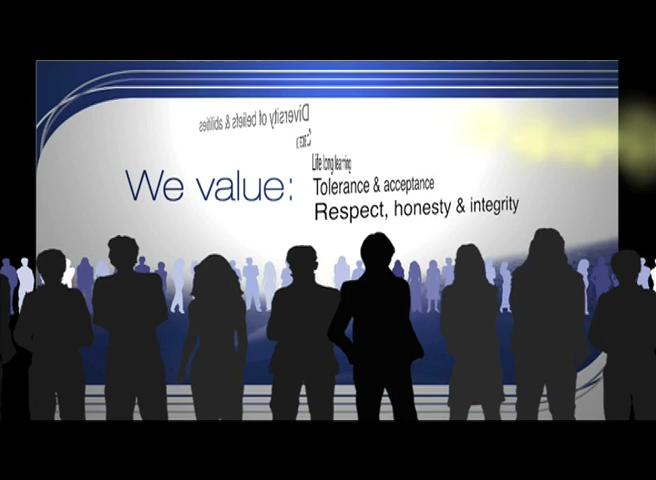 Diversity of beliefs & abilities
Life long learning
We value:
Tolerance & acceptance
Respect, honesty & integrity